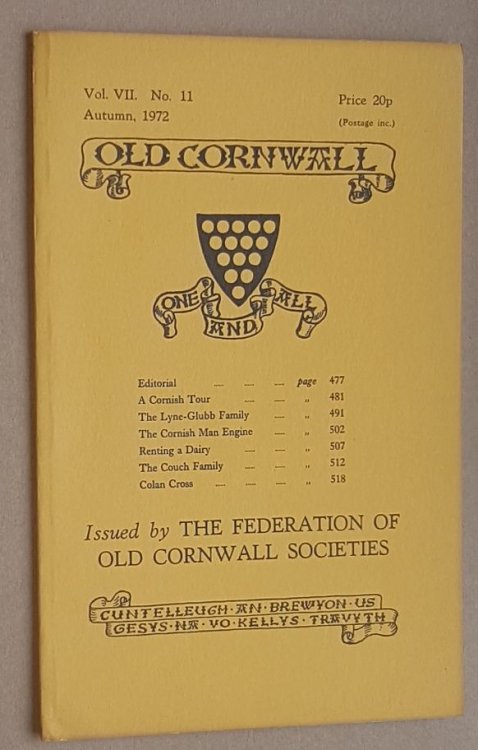 Vol. VII. No. 11 Price 20p
Autumn, 1972 (Postage inc.)
OLD CORNWALL
ONE AND ALL
Editorial .... .... .... page 477
A Cornish Tour .... .... „ 481
The Lyne-Glubb Family .... „ 491
The Cornish Man Engine .... „ 502
Renting a Dairy .... .... „ 507
The Couch Family .... .... „ 512
Colan Cross .... .... .... „ 518
Issued by THE FEDERATION OF
OLD CORNWALL SOCIETIES
CUNTELLEUGH · AN · BREWYON · US
GESYS · NA · VO · KELLYS · TRAVYTH